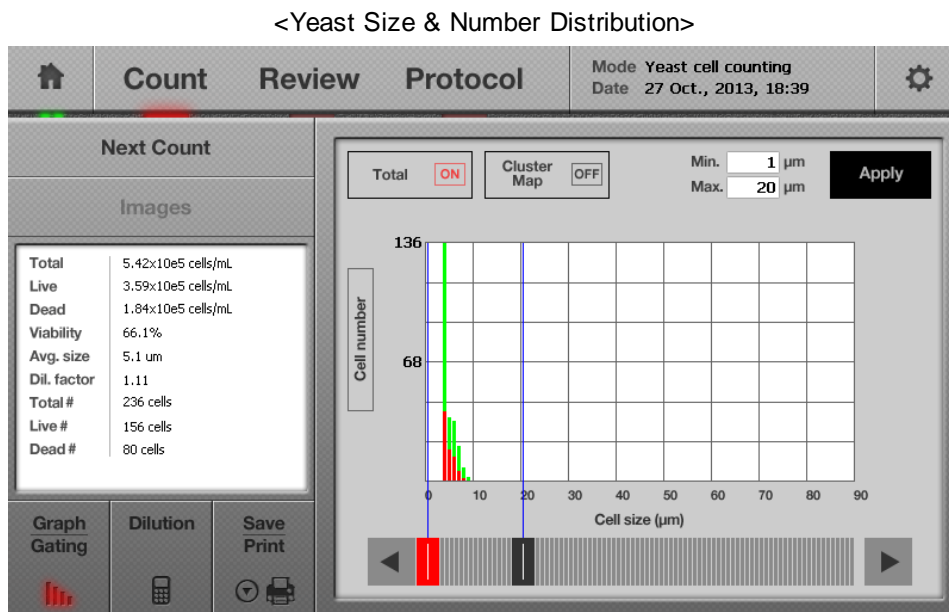 <Yeast Size & Number Distribution>
Count Review Protocol
Mode Yeast cell counting
Date 27 Oct., 2013, 18:39
Next Count
Images
Total 5.42x10e5 cells/mL
Live 3.59x10e5 cells/mL
Dead 1.84x10e5 cells/mL
Viability 66.1%
Avg. size 5.1 um
Dil. factor 1.11
Total # 236 cells
Live # 156 cells
Dead # 80 cells
Graph
Gating
Dilution
Save
Print
Total ON
Cluster
Map
OFF
Min. 1 µm
Max. 20 µm
Apply
136
68
Cell number
0 10 20 30 40 50 60 70 80 90
Cell size (µm)